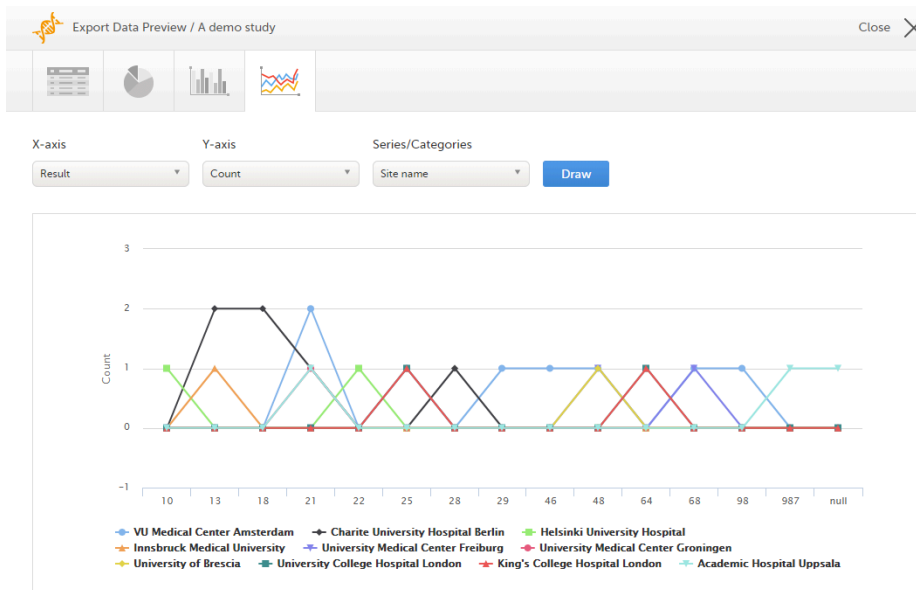 Export Data Preview / A demo study
Close
X-axis
Y-axis
Series/Categories
Result
Count
Site name
Draw
3
2
1
0
-1
Count
10 13 18 21 22 25 28 29 46 48 64 68 98 987 null
VU Medical Center Amsterdam Charite University Hospital Berlin Helsinki University Hospital
Innsbruck Medical University University Medical Center Freiburg University Medical Center Groningen
University of Brescia University College Hospital London King's College Hospital London Academic Hospital Uppsala